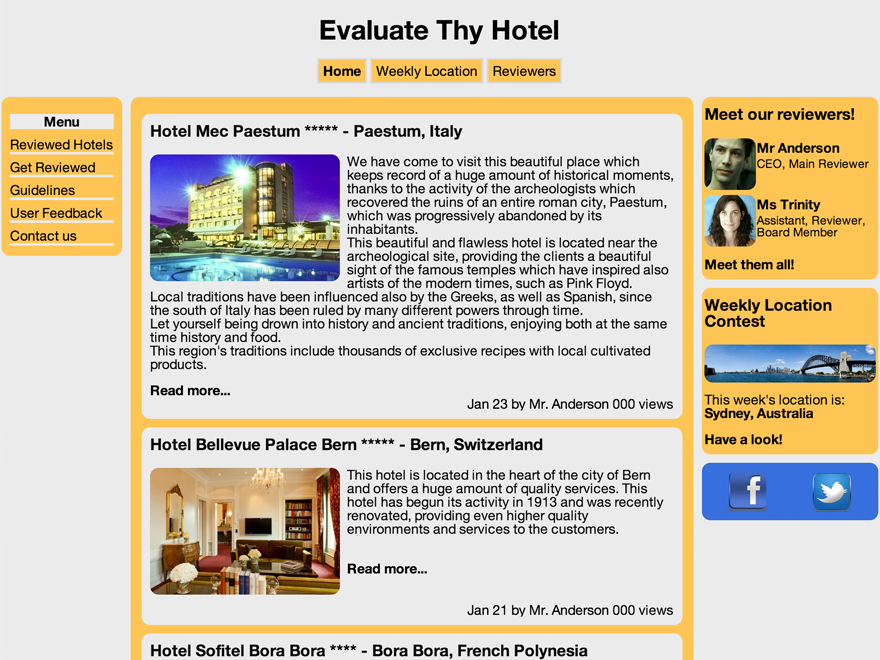 Evaluate Thy Hotel
Home
Weekly Location
Reviewers
Menu
Reviewed Hotels
Get Reviewed
Guidelines
User Feedback
Contact us
Hotel Mec Paestum ***** - Paestum, Italy
We have come to visit this beautiful place which
keeps record of a huge amount of historical moments,
thanks to the activity of the archeologists which
recovered the ruins of an entire roman city, Paestum,
which was progressively abandoned by its
inhabitants.
This beautiful and flawless hotel is located near the
archeological site, providing the clients a beautiful
sight of the famous temples which have inspired also
artists of the modern times, such as Pink Floyd.
Local traditions have been influenced also by the Greeks, as well as Spanish, since
the south of Italy has been ruled by many different powers through time.
Let yourself being drown into history and ancient traditions, enjoying both at the same
time history and food.
This region's traditions include thousands of exclusive recipes with local cultivated
products.
Read more...
Jan 23 by Mr. Anderson 000 views
Hotel Bellevue Palace Bern ***** - Bern, Switzerland
This hotel is located in the heart of the city of Bern
and offers a huge amount of quality services. This
hotel has begun its activity in 1913 and was recently
renovated, providing even higher quality
environments and services to the customers.
Read more...
Jan 21 by Mr. Anderson 000 views
Hotel Sofitel Bora Bora **** - Bora Bora, French Polynesia
Meet our reviewers!
Mr Anderson
CEO, Main Reviewer
Ms Trinity
Assistant, Reviewer,
Board Member
Meet them all!
Weekly Location
Contest
This week's location is:
Sydney, Australia
Have a look!
f